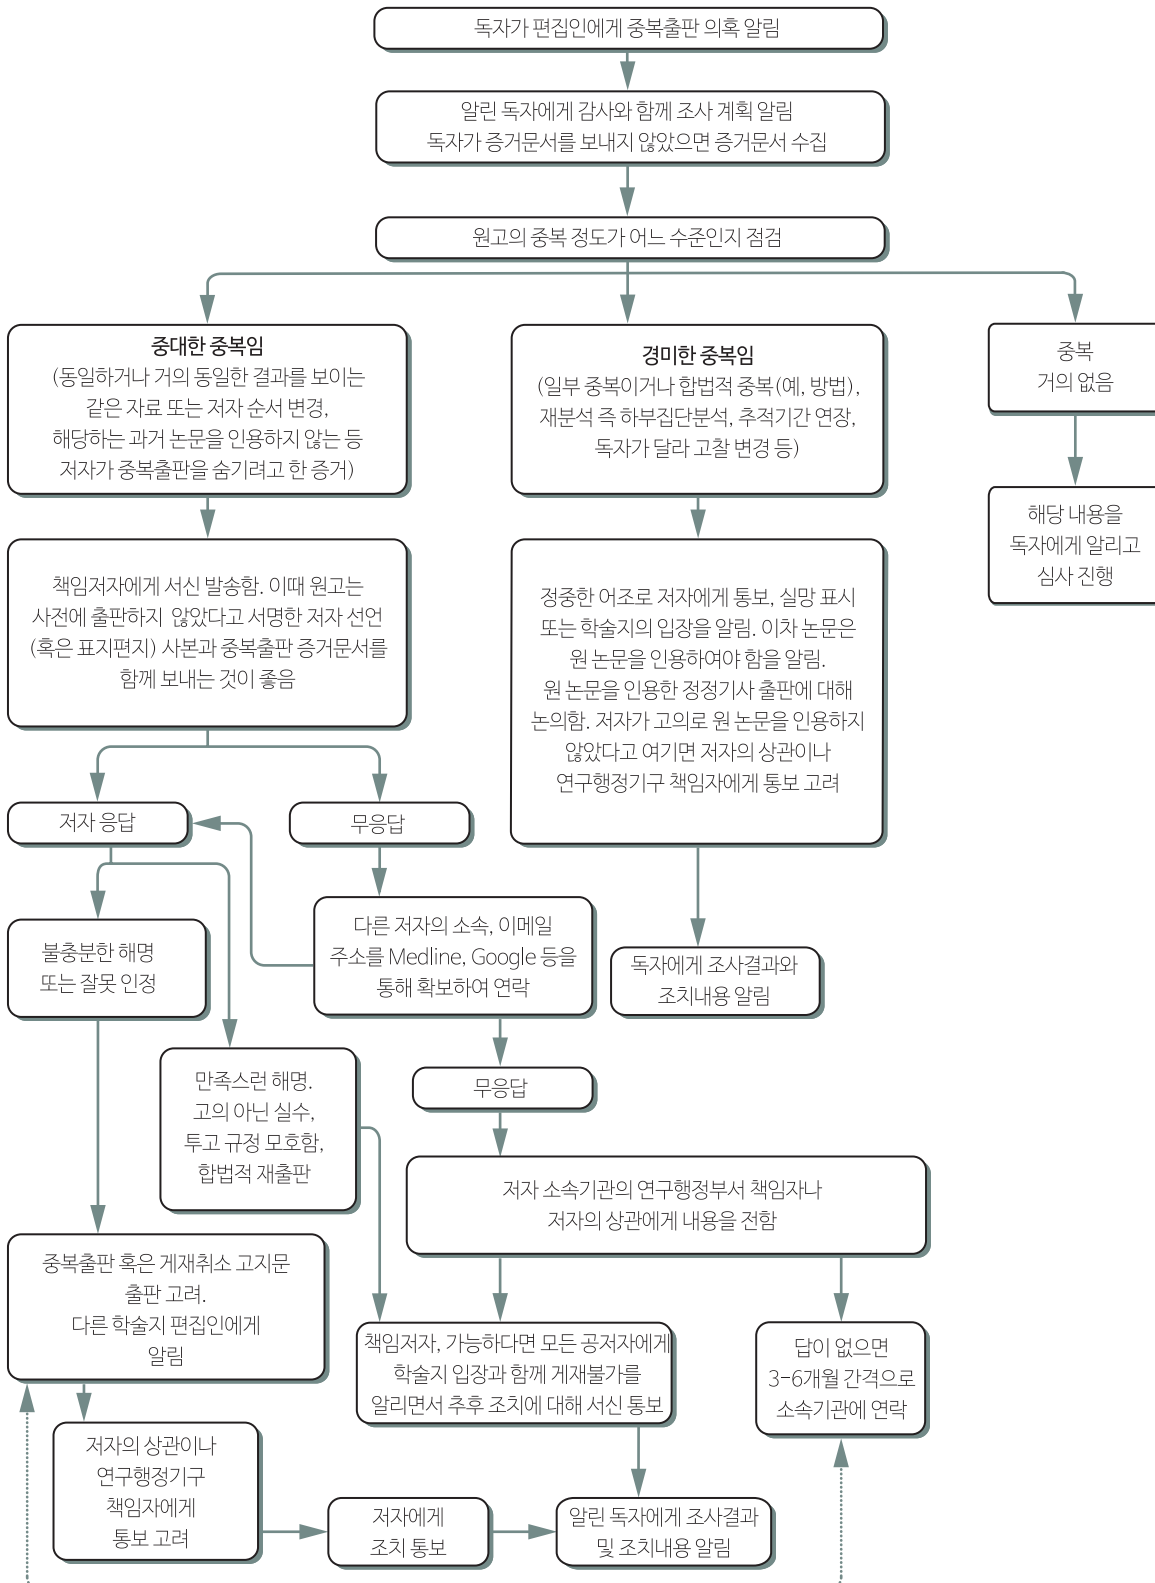 독자가 편집인에게 중복출판 의혹 알림
알린 독자에게 감사와 함께 조사 계획 알림
독자가 증거문서를 보내지 않았으면 증거문서 수집
원고의 중복 정도가 어느 수준인지 점검
중대한 중복임
(동일하거나 거의 동일한 결과를 보이는
같은 자료 또는 저자 순서 변경,
해당하는 과거 논문을 인용하지 않는 등
저자가 중복출판을 숨기려고 한 증거)
경미한 중복임
(일부 중복이거나 합법적 중복(예, 방법),
재분석 즉 하부집단분석, 추적기간 연장,
독자가 달라 고찰 변경 등)
중복
거의 없음
책임저자에게 서신 발송함. 이때 원고는
사전에 출판하지 않았다고 서명한 저자 선언
(혹은 표지편지) 사본과 중복출판 증거문서를
함께 보내는 것이 좋음
정중한 어조로 저자에게 통보, 실망 표시
또는 학술지의 입장을 알림. 이차 논문은
원 논문을 인용하여야 함을 알림.
원 논문을 인용한 정정기사 출판에 대해
논의함. 저자가 고의로 원 논문을 인용하지
않았다고 여기면 저자의 상관이나
연구행정기구 책임자에게 통보 고려
해당 내용을
독자에게 알리고
심사 진행
저자 응답
무응답
불충분한 해명
또는 잘못 인정
다른 저자의 소속, 이메일
주소를 Medline, Google 등을
통해 확보하여 연락
독자에게 조사결과와
조치내용 알림
만족스런 해명.
고의 아닌 실수,
투고 규정 모호함,
합법적 재출판
무응답
저자 소속기관의 연구행정부서 책임자나
저자의 상관에게 내용을 전함
중복출판 혹은 게재취소 고지문
출판 고려.
다른 학술지 편집인에게
알림
책임저자, 가능하다면 모든 공저자에게
학술지 입장과 함께 게재불가를
알리면서 추후 조치에 대해 서신 통보
답이 없으면
3-6개월 간격으로
소속기관에 연락
저자의 상관이나
연구행정기구
책임자에게
통보 고려
저자에게
조치 통보
알린 독자에게 조사결과
및 조치내용 알림